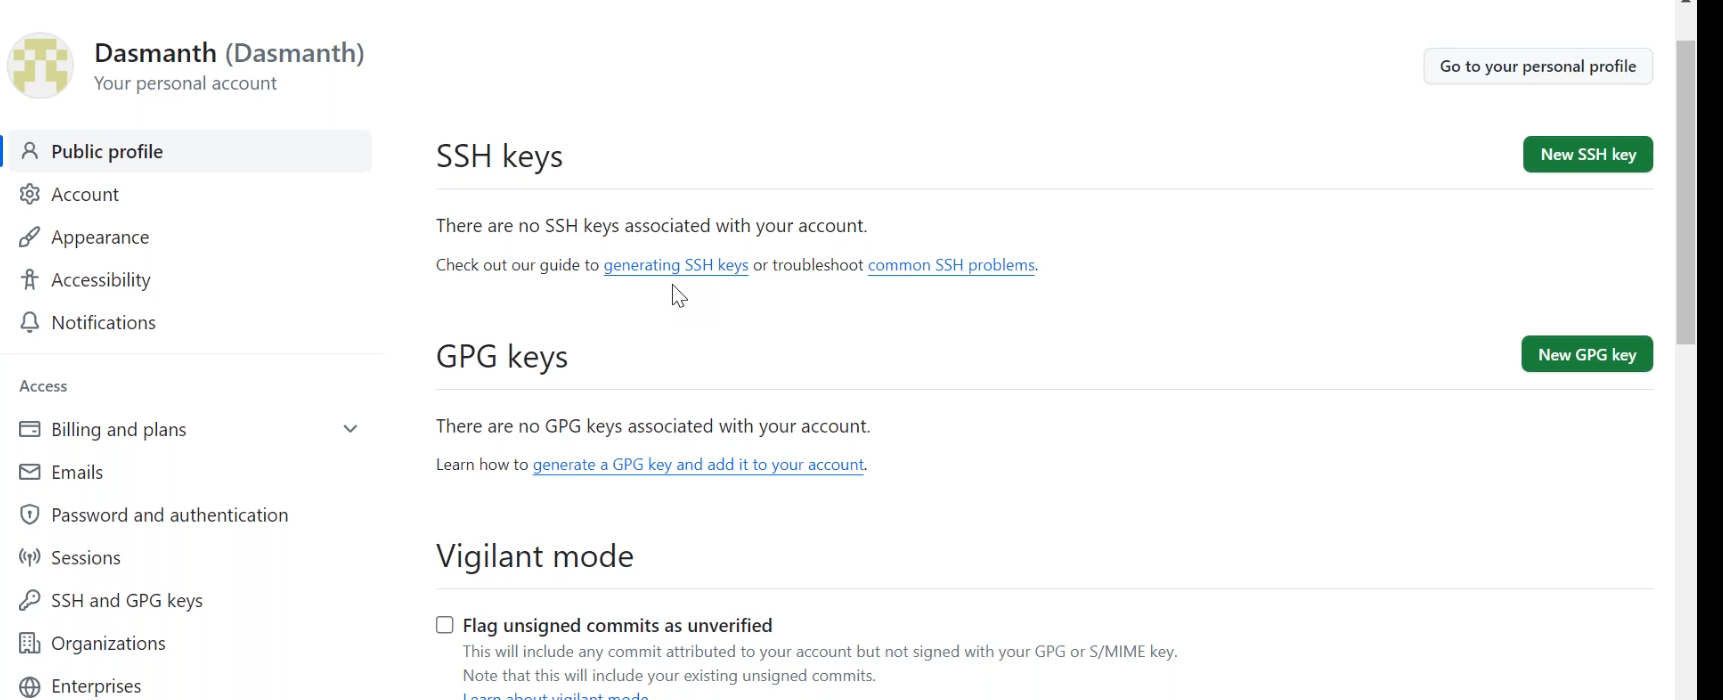 Dasmanth (Dasmanth)
Your personal account
Go to your personal profile
Public profile
Account
Appearance
Accessibility
Notifications
Access
Billing and plans
Emails
Password and authentication
Sessions
SSH and GPG keys
Organizations
Enterprises
SSH keys
New SSH key
There are no SSH keys associated with your account.
Check out our guide to generating SSH keys or troubleshoot common SSH problems.
GPG keys
New GPG key
There are no GPG keys associated with your account.
Learn how to generate a GPG key and add it to your account.
Vigilant mode
Flag unsigned commits as unverified
This will include any commit attributed to your account but not signed with your GPG or S/MIME key.
Note that this will include your existing unsigned commits.
Learn about vigilant mode.